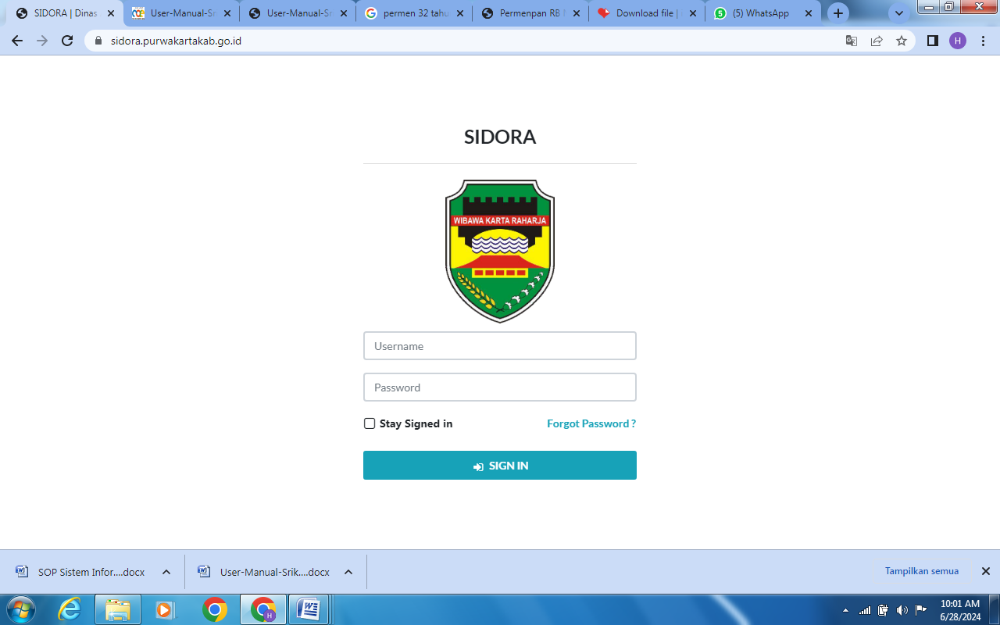 SIDORA | Dinas
User-Manual-Sr
User-Manual-Sri
permen 32 tahu
Permenpan RB N
Download file |
(5) WhatsApp
sidora.purwakartakab.go.id
H
SIDORA
WIBAWA KARTA RAHARJA
Username
Password
Stay Signed in
Forgot Password ?
SIGN IN
SOP Sistem Infor....docx
User-Manual-Srik....docx
Tampilkan semua
10:01 AM
6/28/2024